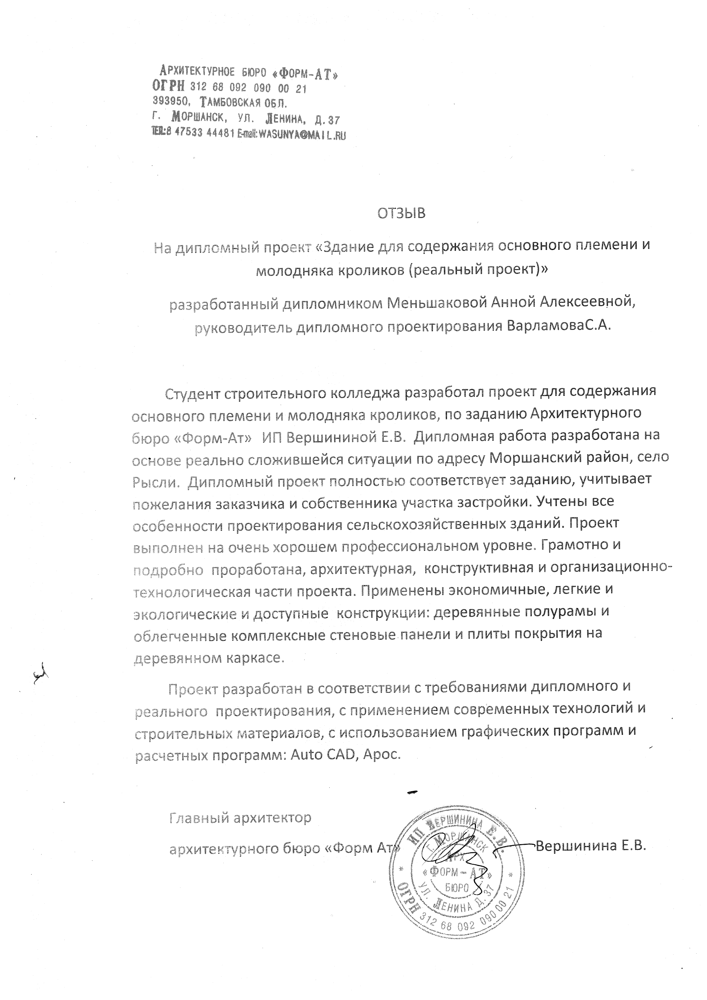 АРХИТЕКТУРНОЕ БЮРО «ФОРМ-АТ»
ОГРН 312 68 092 090 00 21
393950, ТАМБОВСКАЯ ОБЛ.
Г. МОРШАНСК, УЛ. ЛЕНИНА, Д.37
ТЕЛ:8 47533 44481 E-mail:WASUNYA@MAIL.RU
ОТЗЫВ
На дипломный проект «Здание для содержания основного племени и
молодняка кроликов (реальный проект)»
разработанный дипломником Меньшаковой Анной Алексеевной,
руководитель дипломного проектирования ВарламоваС.А.
Студент строительного колледжа разработал проект для содержания
основного племени и молодняка кроликов, по заданию Архитектурного
бюро «Форм-Ат» ИП Вершининой Е.В. Дипломная работа разработана на
основе реально сложившейся ситуации по адресу Моршанский район, село
Рысли. Дипломный проект полностью соответствует заданию, учитывает
пожелания заказчика и собственника участка застройки. Учтены все
особенности проектирования сельскохозяйственных зданий. Проект
выполнен на очень хорошем профессиональном уровне. Грамотно и
подробно проработана, архитектурная, конструктивная и организационно-
технологическая части проекта. Применены экономичные, легкие и
экологические и доступные конструкции: деревянные полурамы и
облегченные комплексные стеновые панели и плиты покрытия на
деревянном каркасе.
Проект разработан в соответствии с требованиями дипломного и
реального проектирования, с применением современных технологий и
строительных материалов, с использованием графических программ и
расчетных программ: Auto CAD, Арос.
Главный архитектор
архитектурного бюро «Форм Ат»
Вершинина Е.В.
ИП ВЕРШИНИНА Е.В.
Г. МОРШАНСК
АРХ.
«ФОРМ-АТ»
БЮРО
УЛ. ЛЕНИНА Д.37
* ОГРН 312 68 092 090 00 21 *